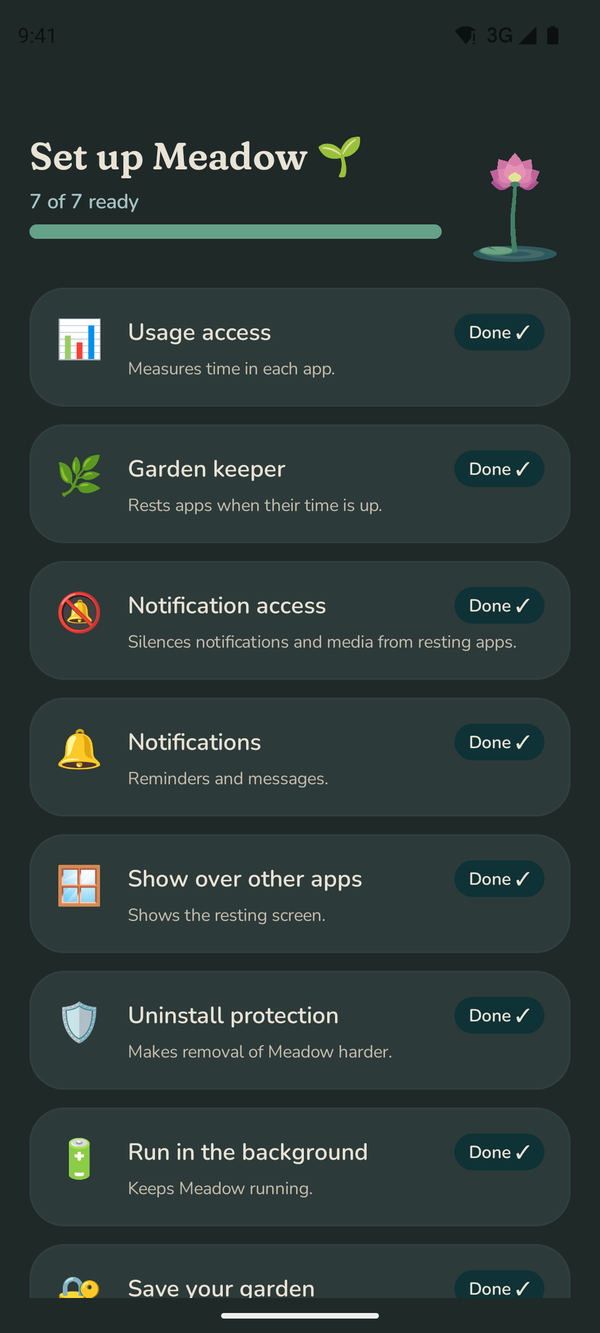 9:41
3G
Set up Meadow 🌱
7 of 7 ready
Usage access
Done ✓
Measures time in each app.
Garden keeper
Done ✓
Rests apps when their time is up.
Notification access
Done ✓
Silences notifications and media from resting apps.
Notifications
Done ✓
Reminders and messages.
Show over other apps
Done ✓
Shows the resting screen.
Uninstall protection
Done ✓
Makes removal of Meadow harder.
Run in the background
Done ✓
Keeps Meadow running.
Save your garden
Done ✓